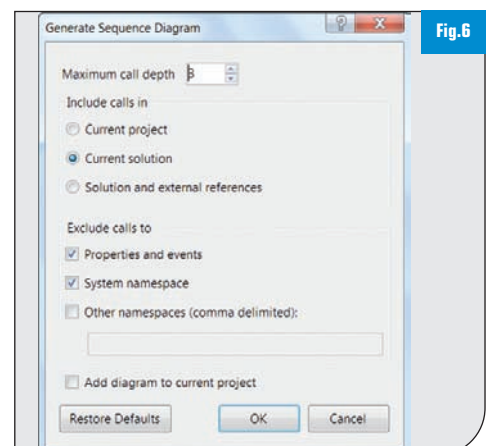 Generate Sequence Diagram
Fig.6
Maximum call depth 3
Include calls in
Current project
Current solution
Solution and external references
Exclude calls to
Properties and events
System namespace
Other namespaces (comma delimited):
Add diagram to current project
Restore Defaults OK Cancel